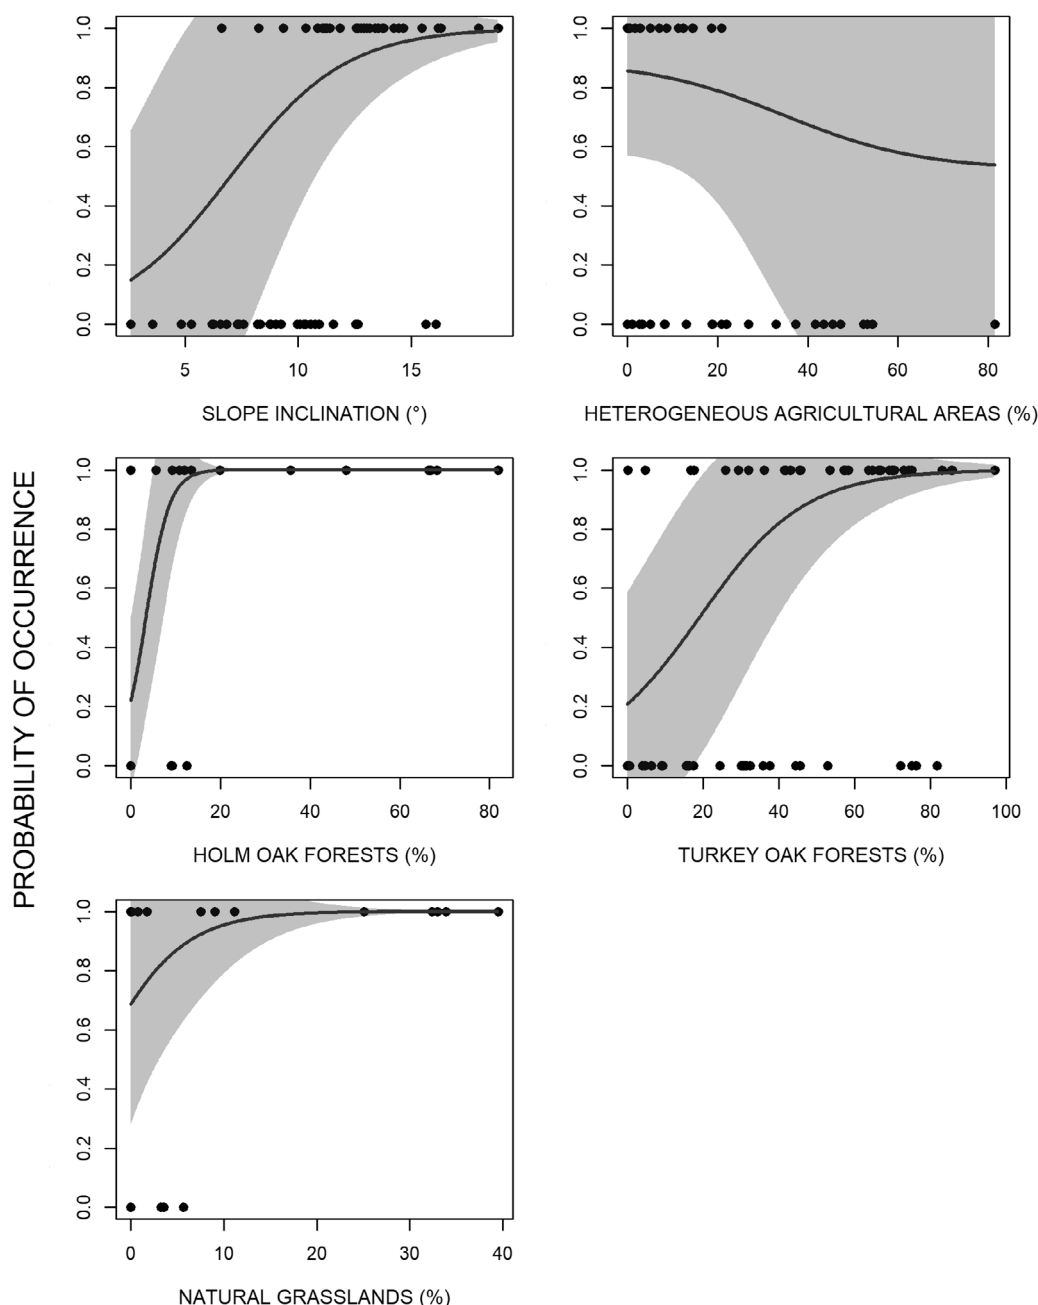 PROBABILITY OF OCCURRENCE
1.0
0.8
0.6
0.4
0.2
0.0
5 10 15
SLOPE INCLINATION (°)
1.0
0.8
0.6
0.4
0.2
0.0
0 20 40 60 80
HETEROGENEOUS AGRICULTURAL AREAS (%)
1.0
0.8
0.6
0.4
0.2
0.0
0 20 40 60 80
HOLM OAK FORESTS (%)
1.0
0.8
0.6
0.4
0.2
0.0
0 20 40 60 80 100
TURKEY OAK FORESTS (%)
1.0
0.8
0.6
0.4
0.2
0.0
0 10 20 30 40
NATURAL GRASSLANDS (%)